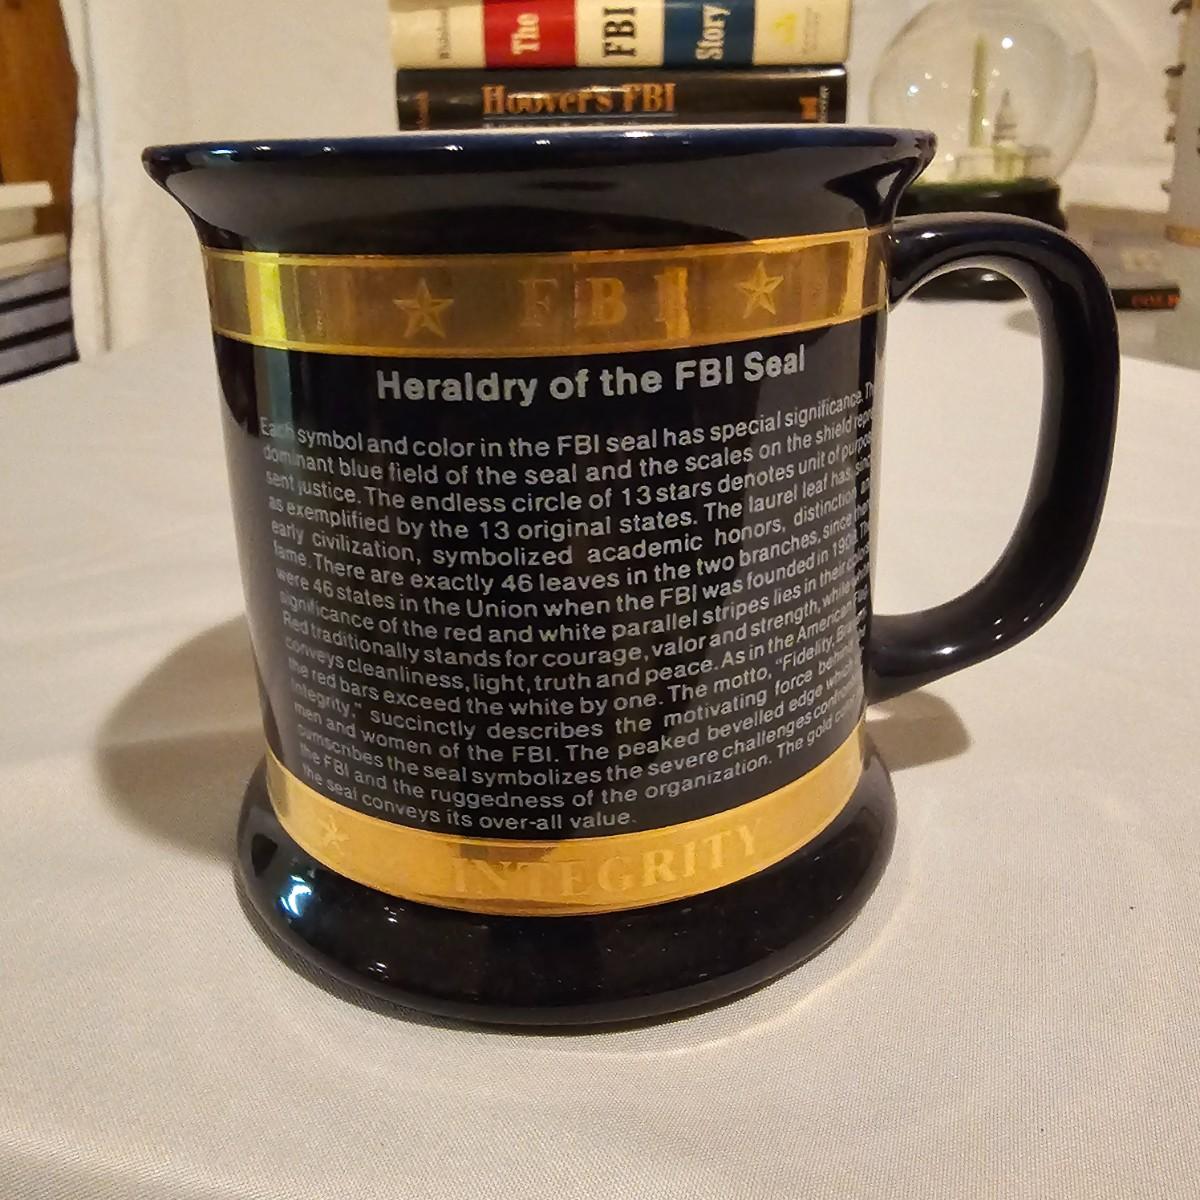 The FBI Story
Hoover's FBI
FBI
Heraldry of the FBI Seal
Each symbol and color in the FBI seal has special significance. The
dominant blue field of the seal and the scales on the shield repre-
sent justice. The endless circle of 13 stars denotes unit of purpose
as exemplified by the 13 original states. The laurel leaf has, since
early civilization, symbolized academic honors, distinction and
fame. There are exactly 46 leaves in the two branches, since there
were 46 states in the Union when the FBI was founded in 1908. The
significance of the red and white parallel stripes lies in their colors.
Red traditionally stands for courage, valor and strength, while white
conveys cleanliness, light, truth and peace. As in the American Flag
the red bars exceed the white by one. The motto, "Fidelity, Bravery,
Integrity," succinctly describes the motivating force behind the
men and women of the FBI. The peaked bevelled edge which
cumscribes the seal symbolizes the severe challenges confronting
the FBI and the ruggedness of the organization. The gold
the seal conveys its over-all value.
INTEGRITY